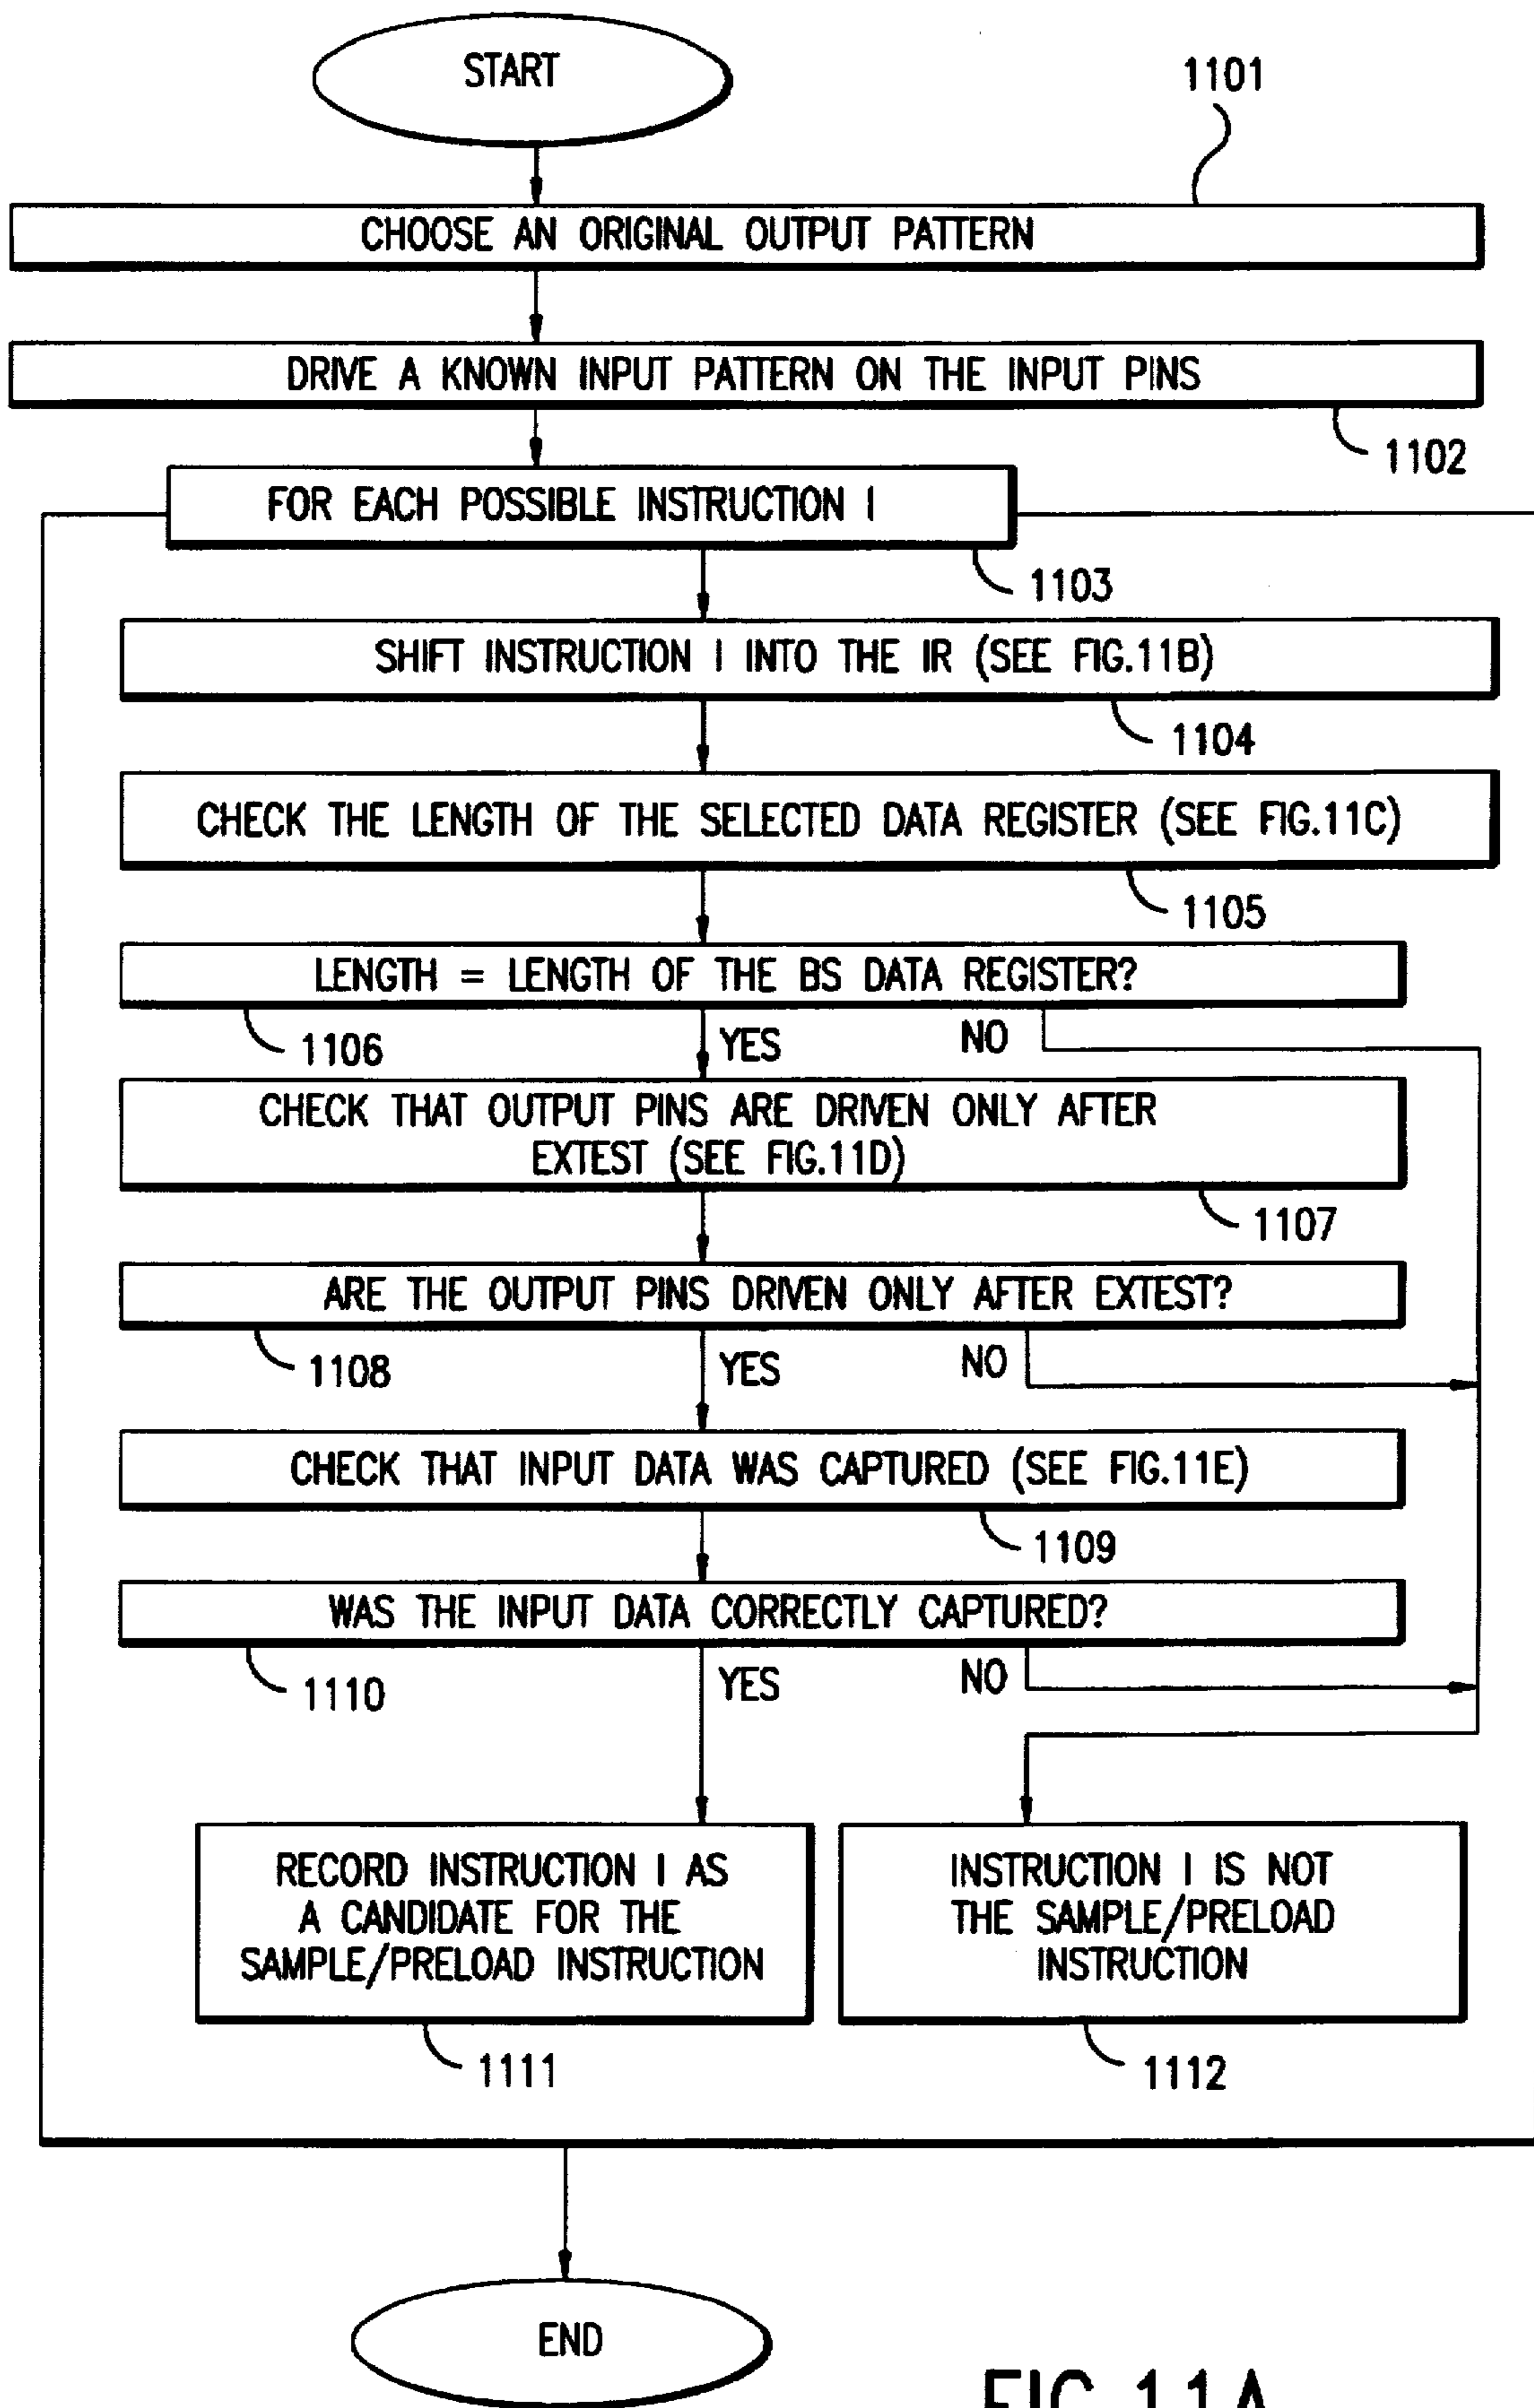 START
1101
CHOOSE AN ORIGINAL OUTPUT PATTERN
DRIVE A KNOWN INPUT PATTERN ON THE INPUT PINS
1102
FOR EACH POSSIBLE INSTRUCTION I
1103
SHIFT INSTRUCTION I INTO THE IR (SEE FIG.11B)
1104
CHECK THE LENGTH OF THE SELECTED DATA REGISTER (SEE FIG.11C)
1105
LENGTH = LENGTH OF THE BS DATA REGISTER?
1106
YES
NO
CHECK THAT OUTPUT PINS ARE DRIVEN ONLY AFTER
EXTEST (SEE FIG.11D)
1107
ARE THE OUTPUT PINS DRIVEN ONLY AFTER EXTEST?
1108
YES
NO
CHECK THAT INPUT DATA WAS CAPTURED (SEE FIG.11E)
1109
WAS THE INPUT DATA CORRECTLY CAPTURED?
1110
YES
NO
RECORD INSTRUCTION I AS
A CANDIDATE FOR THE
SAMPLE/PRELOAD INSTRUCTION
1111
INSTRUCTION I IS NOT
THE SAMPLE/PRELOAD
INSTRUCTION
1112
END
FIG.11A